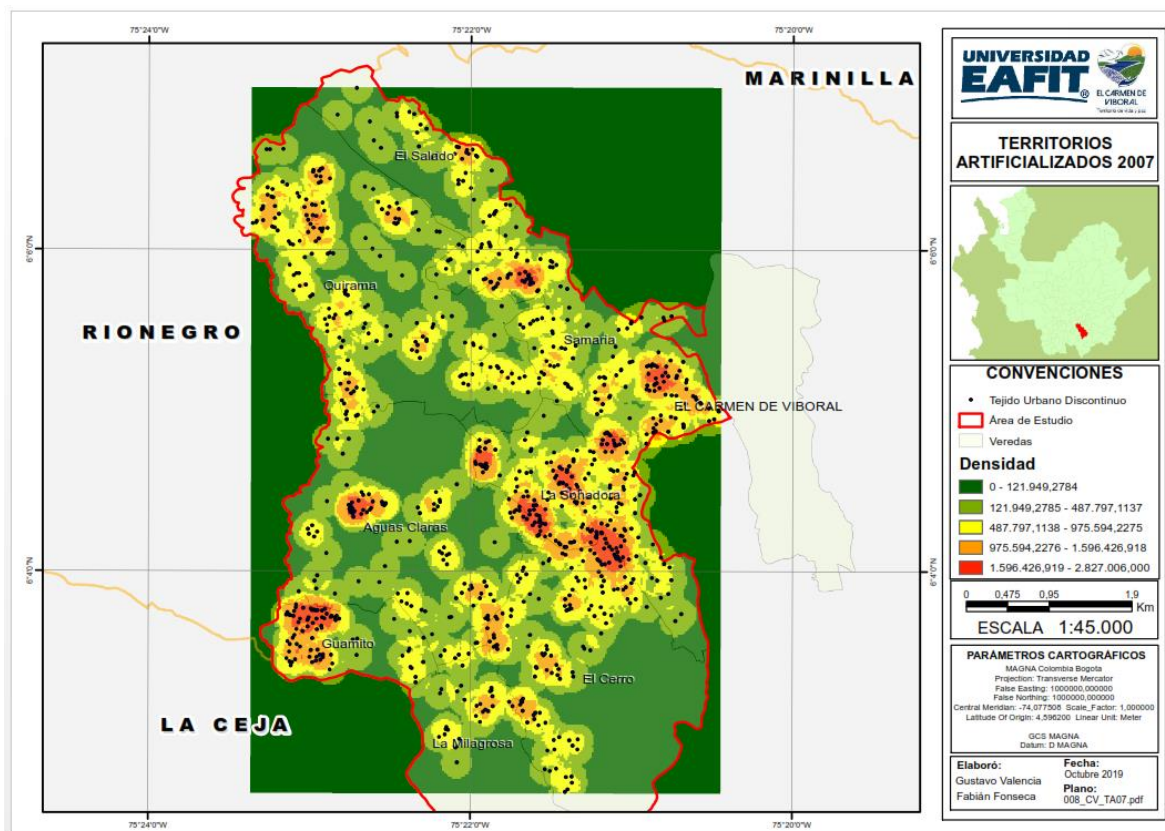 75°24'0"W
75°22'0"W
75°20'0"W
MARINILLA
El Salado
6°6'0"N
6°6'0"N
Quirama
RIONEGRO
Samaria
EL CARMEN DE VIBORAL
La Soñadora
Aguas Claras
6°4'0"N
6°4'0"N
Guamito
El Cerro
LA CEJA
La Milagrosa
75°24'0"W
75°22'0"W
75°20'0"W
UNIVERSIDAD
EAFIT
®
EL CARMEN DE
VIBORAL
TERRITORIOS
ARTIFICIALIZADOS 2007
CONVENCIONES
Tejido Urbano Discontinuo
Área de Estudio
Veredas
Densidad
0 - 121.949,2784
121.949,2785 - 487.797,1137
487.797,1138 - 975.594,2275
975.594,2276 - 1.596.426,918
1.596.426,919 - 2.827.006,000
0 0,475 0,95 1,9
Km
ESCALA 1:45.000
PARÁMETROS CARTOGRÁFICOS
MAGNA Colombia Bogota
Projection: Transverse Mercator
False Easting: 1000000,000000
False Northing: 1000000,000000
Central Meridian: -74,077508 Scale_Factor: 1,000000
Latitude Of Origin: 4,596200 Linear Unit: Meter
GCS MAGNA
Datum: D MAGNA
Elaboró:
Gustavo Valencia
Fabián Fonseca
Fecha:
Octubre 2019
Plano:
008_CV_TA07.pdf